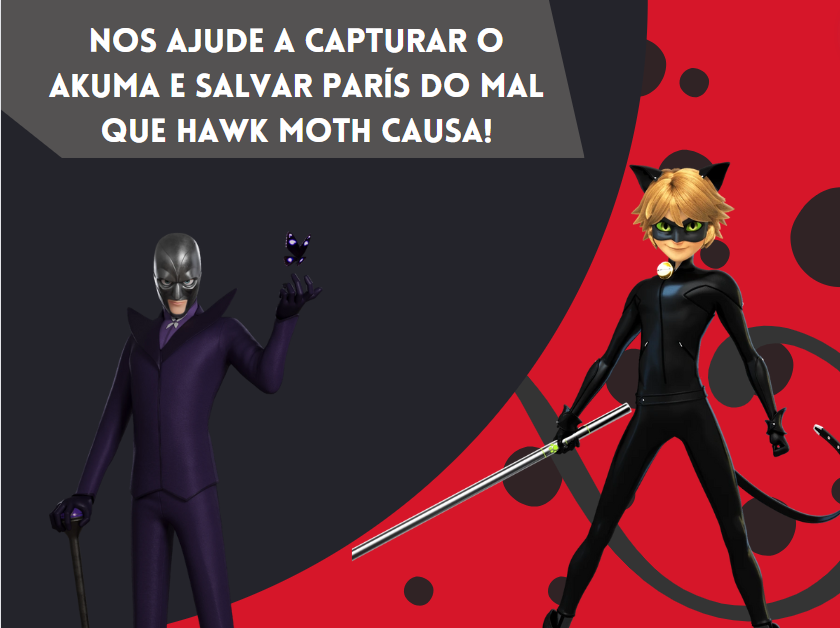 NOS AJUDE A CAPTURAR O
AKUMA E SALVAR PARÍS DO MAL
QUE HAWK MOTH CAUSA!